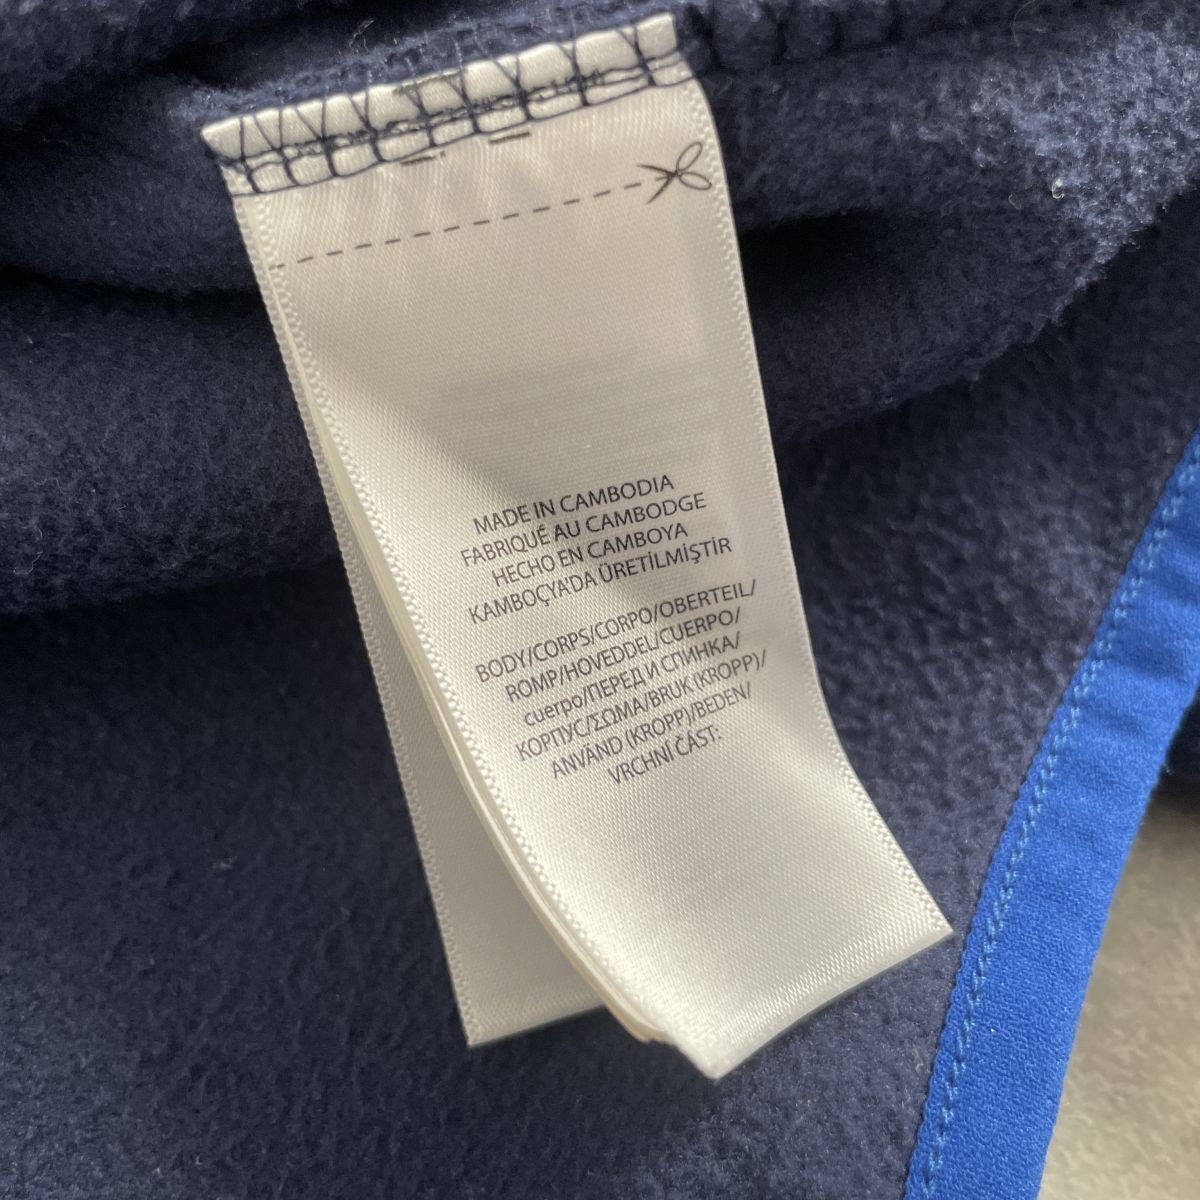 MADE IN CAMBODIA
FABRIQUÉ AU CAMBODGE
HECHO EN CAMBOYA
KAMBOÇYA'DA ÜRETİLMİŞTİR
BODY/CORPS/CORPO/OBERTEIL/
ROMP/HOVEDDEL/CUERPO/
cuerpo/ПЕРЕД И СПИНКА/
КОРПУС/ΣΩΜΑ/BRUK (KROPP)/
ANVÄND (KROPP)/BEDEN/
VRCHNÍ ČÁST: